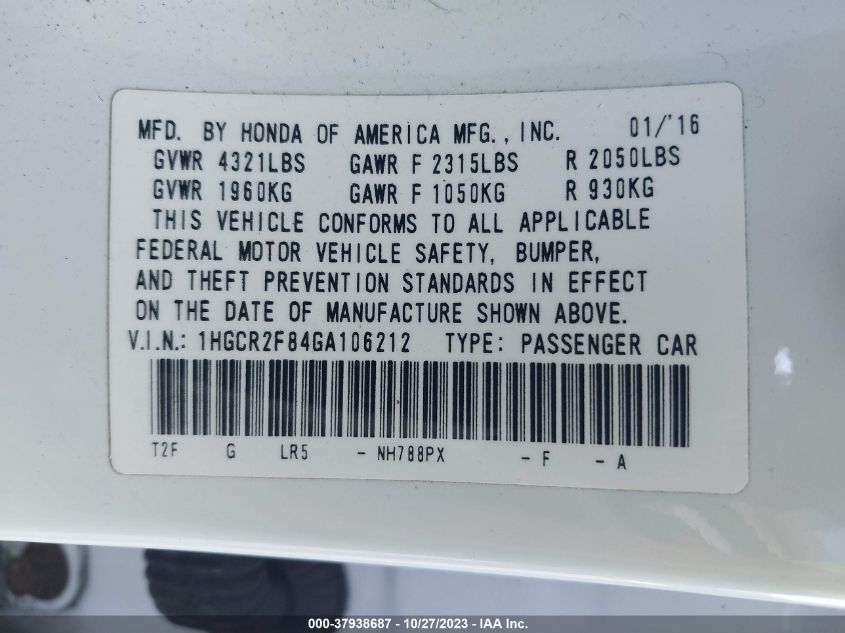 MFD. BY HONDA OF AMERICA MFG., INC. 01/'16
GVWR 4321LBS GAWR F 2315LBS R 2050LBS
GVWR 1960KG GAWR F 1050KG R 930KG
THIS VEHICLE CONFORMS TO ALL APPLICABLE
FEDERAL MOTOR VEHICLE SAFETY, BUMPER,
AND THEFT PREVENTION STANDARDS IN EFFECT
ON THE DATE OF MANUFACTURE SHOWN ABOVE.
V.I.N.: 1HGCR2F84GA106212 TYPE: PASSENGER CAR
T2F G LR5 - NH788PX - F - A
000-37938687 - 10/27/2023 - IAA Inc.